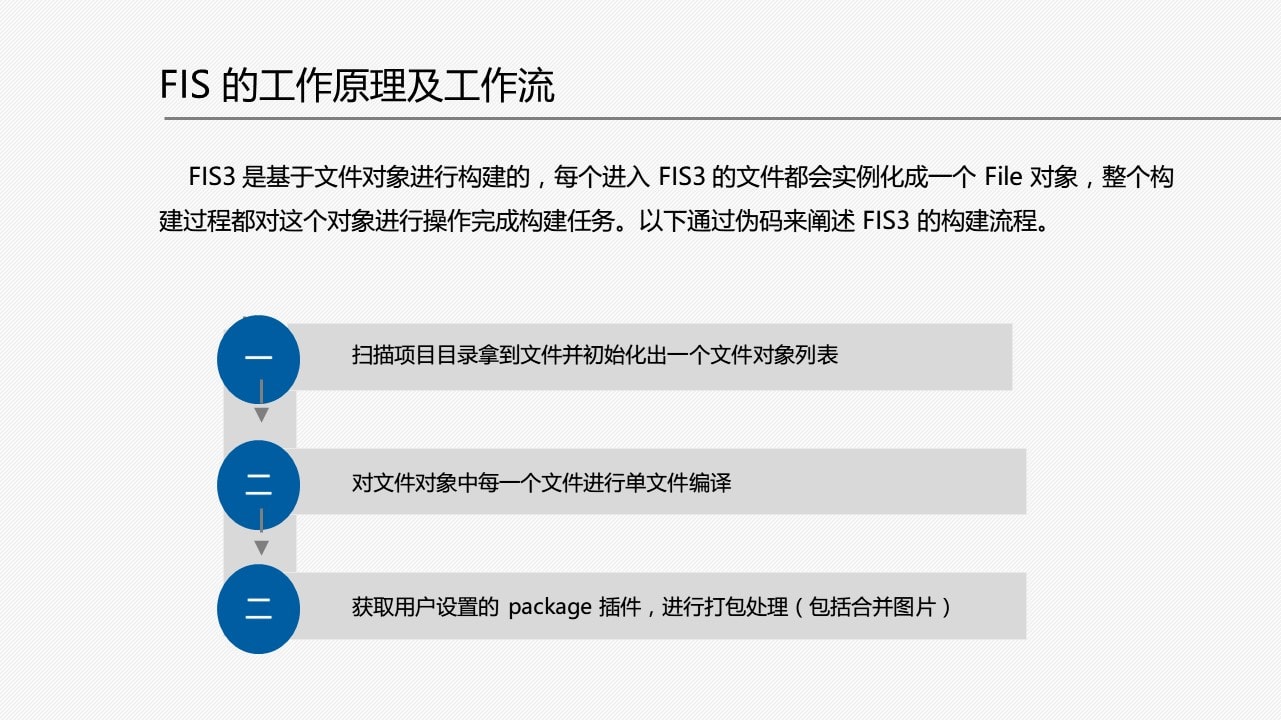 FIS 的工作原理及工作流
FIS3 是基于文件对象进行构建的，每个进入 FIS3 的文件都会实例化成一个 File 对象，整个构
建过程都对这个对象进行操作完成构建任务。以下通过伪码来阐述 FIS3 的构建流程。
一
扫描项目目录拿到文件并初始化出一个文件对象列表
二
对文件对象中每一个文件进行单文件编译
二
获取用户设置的 package 插件，进行打包处理（包括合并图片）